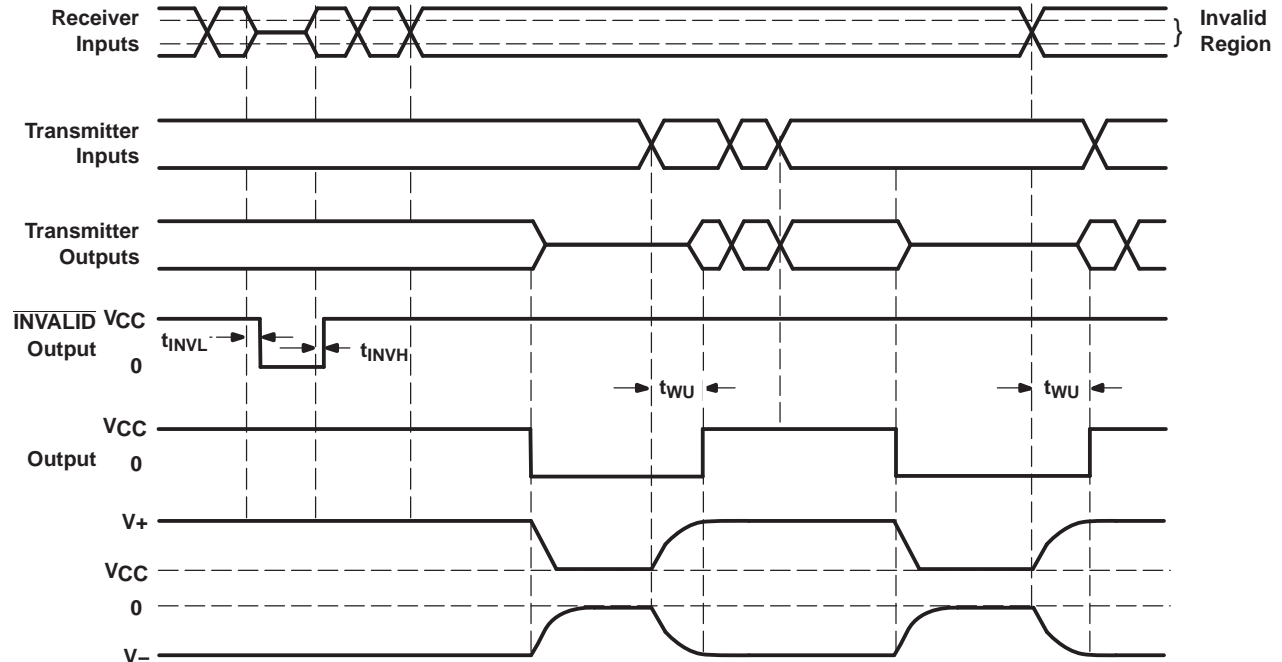 Receiver
Inputs
} Invalid
Region
Transmitter
Inputs
Transmitter
Outputs
INVALID
Output
VCC
0
tINVL
tINVH
tWU
tWU
Output
VCC
0
V+
VCC
0
V−